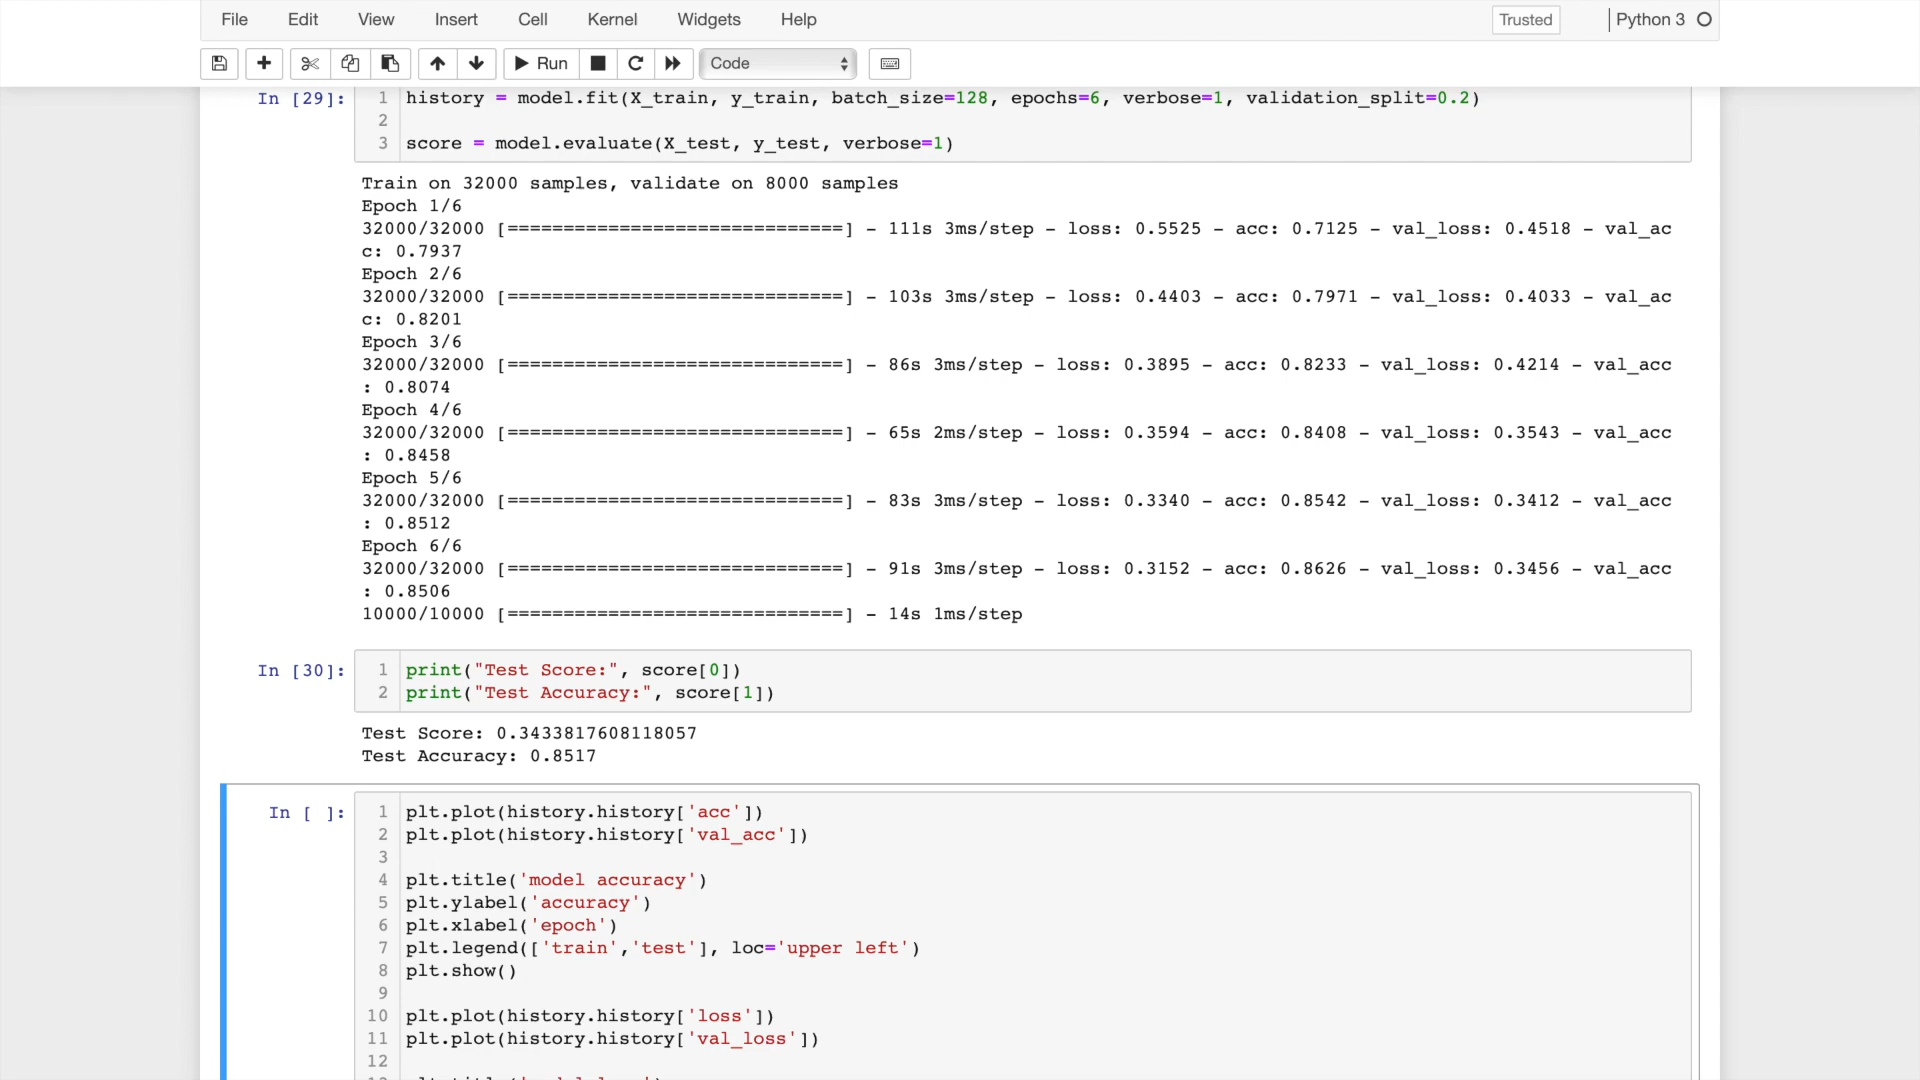 File Edit View Insert Cell Kernel Widgets Help Trusted Python 3
Run Code
In [29]: 1 history = model.fit(X_train, y_train, batch_size=128, epochs=6, verbose=1, validation_split=0.2)
2
3 score = model.evaluate(X_test, y_test, verbose=1)
Train on 32000 samples, validate on 8000 samples
Epoch 1/6
32000/32000 [==============================] - 111s 3ms/step - loss: 0.5525 - acc: 0.7125 - val_loss: 0.4518 - val_ac
c: 0.7937
Epoch 2/6
32000/32000 [==============================] - 103s 3ms/step - loss: 0.4403 - acc: 0.7971 - val_loss: 0.4033 - val_ac
c: 0.8201
Epoch 3/6
32000/32000 [==============================] - 86s 3ms/step - loss: 0.3895 - acc: 0.8233 - val_loss: 0.4214 - val_acc
: 0.8074
Epoch 4/6
32000/32000 [==============================] - 65s 2ms/step - loss: 0.3594 - acc: 0.8408 - val_loss: 0.3543 - val_acc
: 0.8458
Epoch 5/6
32000/32000 [==============================] - 83s 3ms/step - loss: 0.3340 - acc: 0.8542 - val_loss: 0.3412 - val_acc
: 0.8512
Epoch 6/6
32000/32000 [==============================] - 91s 3ms/step - loss: 0.3152 - acc: 0.8626 - val_loss: 0.3456 - val_acc
: 0.8506
10000/10000 [==============================] - 14s 1ms/step
In [30]: 1 print("Test Score:", score[0])
2 print("Test Accuracy:", score[1])
Test Score: 0.3433817608118057
Test Accuracy: 0.8517
In [ ]: 1 plt.plot(history.history['acc'])
2 plt.plot(history.history['val_acc'])
3
4 plt.title('model accuracy')
5 plt.ylabel('accuracy')
6 plt.xlabel('epoch')
7 plt.legend(['train','test'], loc='upper left')
8 plt.show()
9
10 plt.plot(history.history['loss'])
11 plt.plot(history.history['val_loss'])
12